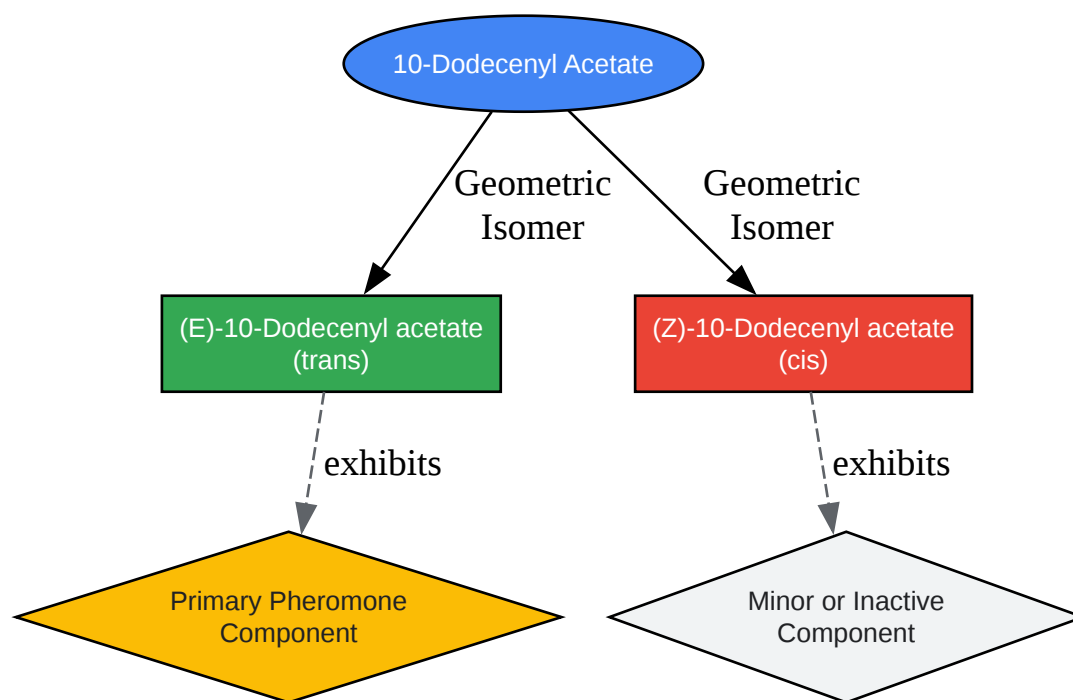 10-Dodecenyl Acetate
Geometric
Isomer
Geometric
Isomer
(E)-10-Dodecenyl acetate
(trans)
(Z)-10-Dodecenyl acetate
(cis)
exhibits
exhibits
Primary Pheromone
Component
Minor or Inactive
Component